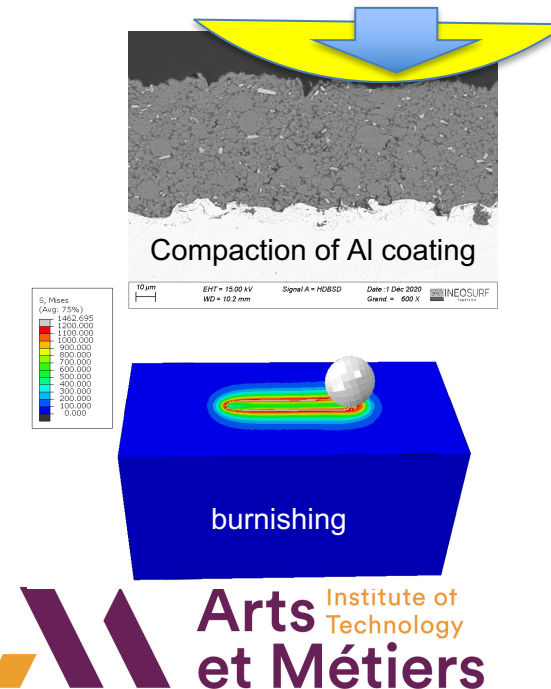 Compaction of Al coating
10 µm
EHT = 15.00 kV
WD = 10.2 mm
Signal A = HDBSD
Date :1 Déc 2020
Grand. = 600 X
INEOSURF
S, Mises
(Avg: 75%)
1462.695
1200.000
1100.000
1000.000
900.000
800.000
700.000
600.000
500.000
400.000
300.000
200.000
100.000
0.000
burnishing
Arts
et Métiers
Institute of
Technology